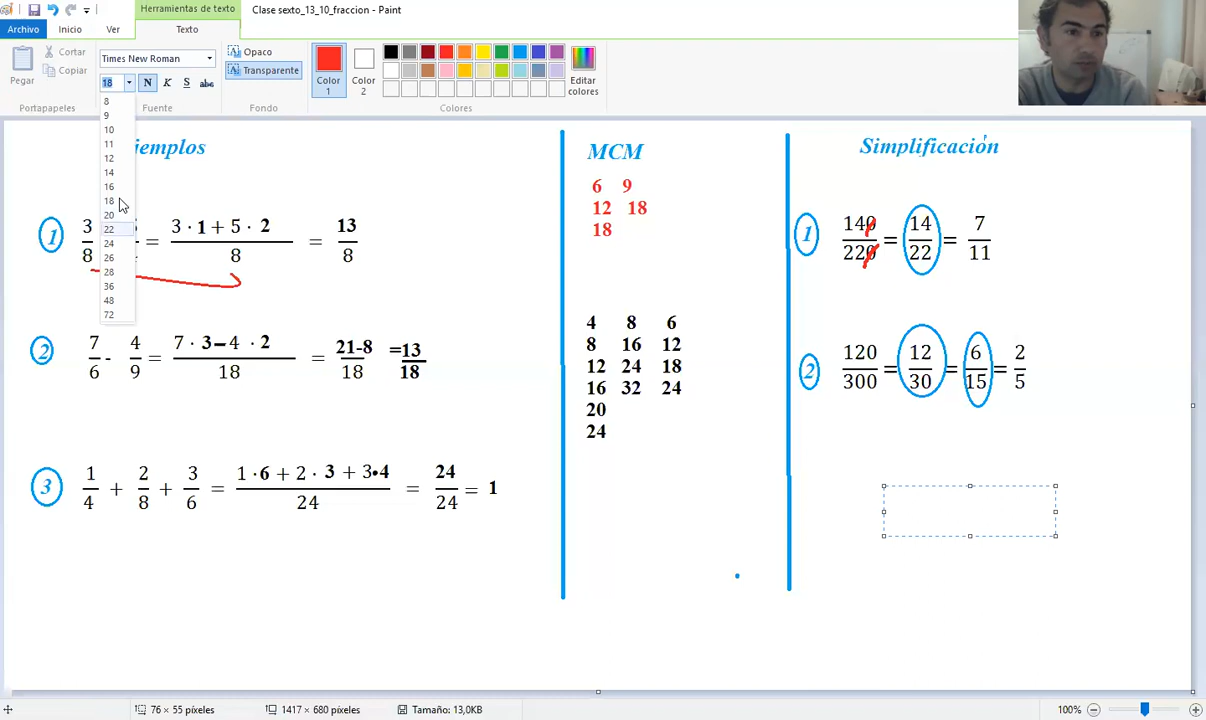 Herramientas de texto
Clase sexto_13_10_fraccion - Paint
Archivo
Inicio
Ver
Texto
Pegar
Cortar
Copiar
Portapapeles
Times New Roman
18
N K S abc
Fuente
Opaco
Transparente
Fondo
Color 1
Color 2
Editar colores
Colores
8
9
10
11
12
14
16
18
20
22
24
26
28
36
48
72
jemplos
1
3/8 = (3 · 1 + 5 · 2)/8 = 13/8
2
7/6 - 4/9 = (7 · 3 – 4 · 2)/18 = 21-8/18 = 13/18
3
1/4 + 2/8 + 3/6 = (1 · 6 + 2 · 3 + 3•4)/24 = 24/24 = 1
MCM
6 9
12 18
18
4 8 6
8 16 12
12 24 18
16 32 24
20
24
Simplificación
1
140/220 = 14/22 = 7/11
2
120/300 = 12/30 = 6/15 = 2/5
76 × 55 píxeles
1417 × 680 píxeles
Tamaño: 13,0KB
100%